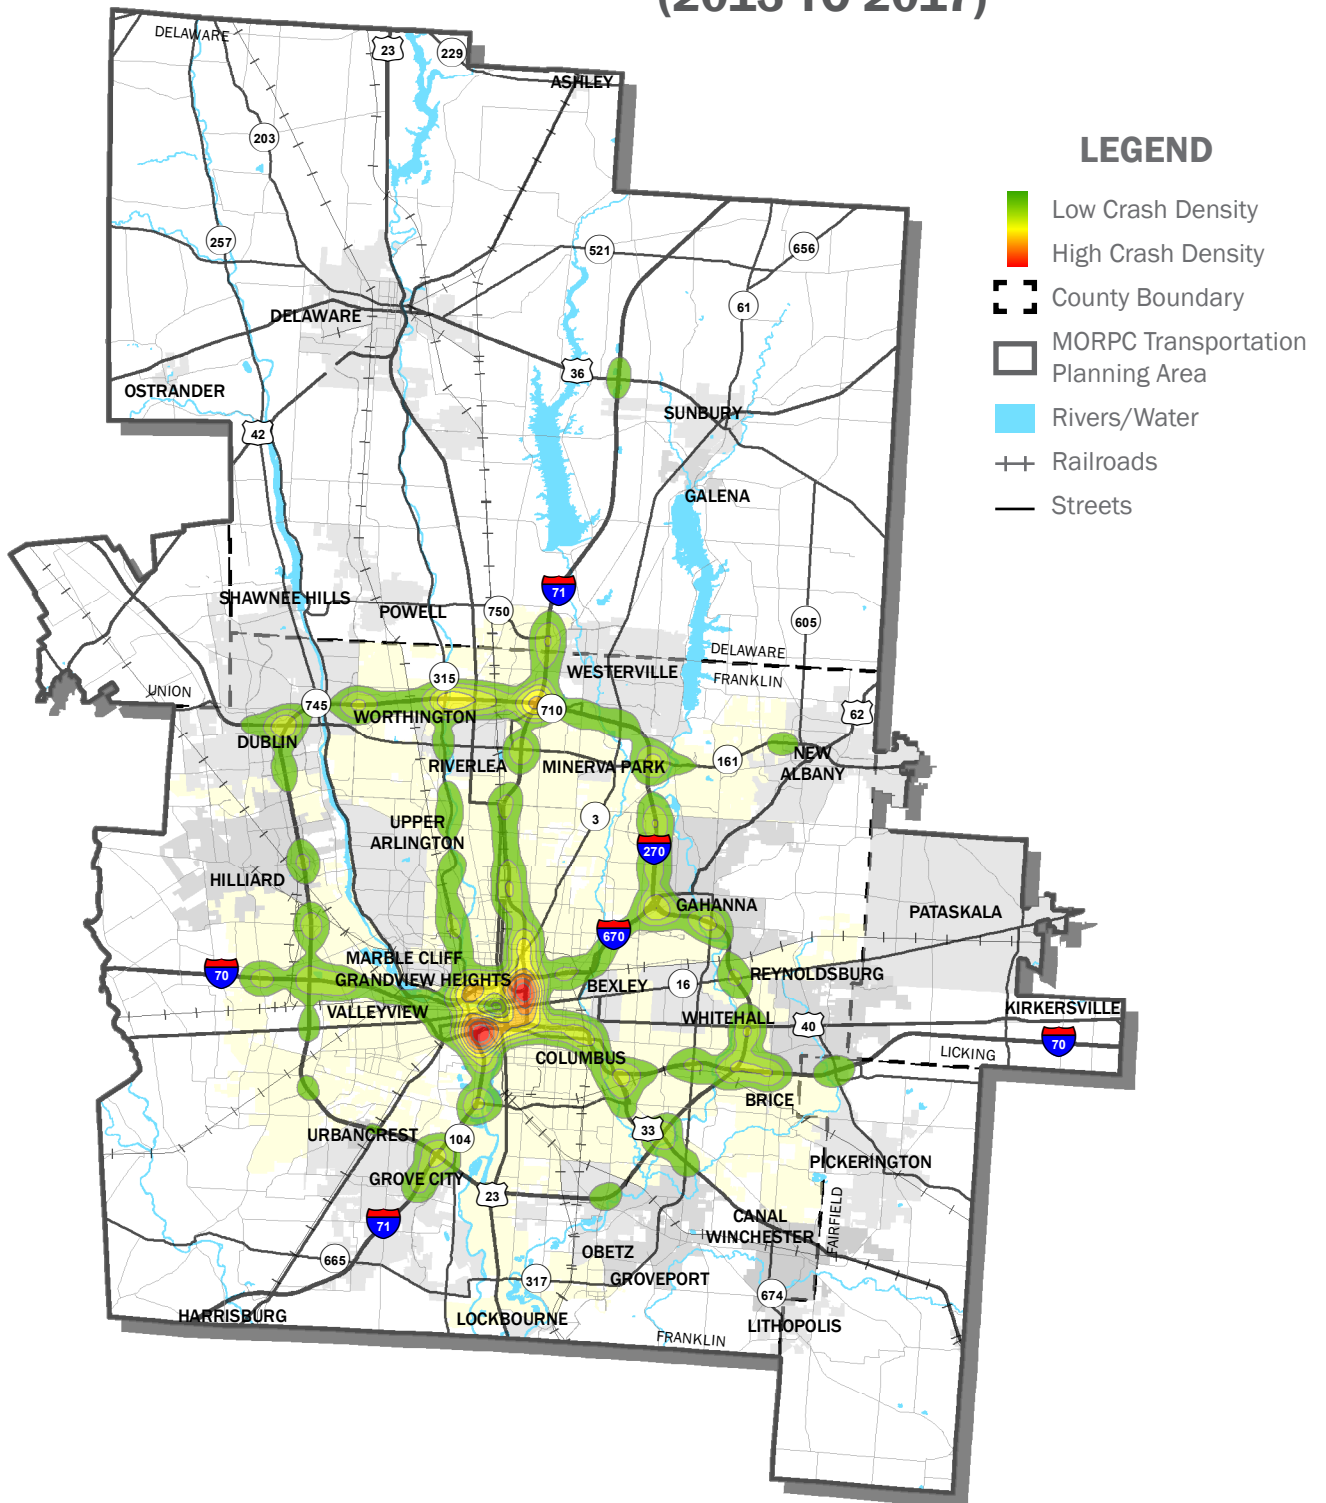 (2013 TO 2017)
LEGEND
Low Crash Density
High Crash Density
County Boundary
MORPC Transportation
Planning Area
Rivers/Water
Railroads
Streets
DELAWARE
23
229
ASHLEY
203
257
521
656
61
DELAWARE
36
OSTRANDER
SUNBURY
42
GALENA
71
SHAWNEE HILLS
POWELL
750
605
DELAWARE
WESTERVILLE
FRANKLIN
315
UNION
745
710
62
WORTHINGTON
DUBLIN
NEW
ALBANY
RIVERLEA
MINERVA PARK
161
3
UPPER
ARLINGTON
270
HILLIARD
GAHANNA
PATASKALA
670
MARBLE CLIFF
70
GRANDVIEW HEIGHTS
BEXLEY
16
REYNOLDSBURG
VALLEYVIEW
WHITEHALL
40
KIRKERSVILLE
70
COLUMBUS
LICKING
BRICE
URBANCREST
104
33
PICKERINGTON
GROVE CITY
23
FAIRFIELD
71
CANAL
WINCHESTER
665
OBETZ
317
GROVEPORT
674
HARRISBURG
LOCKBOURNE
LITHOPOLIS
FRANKLIN